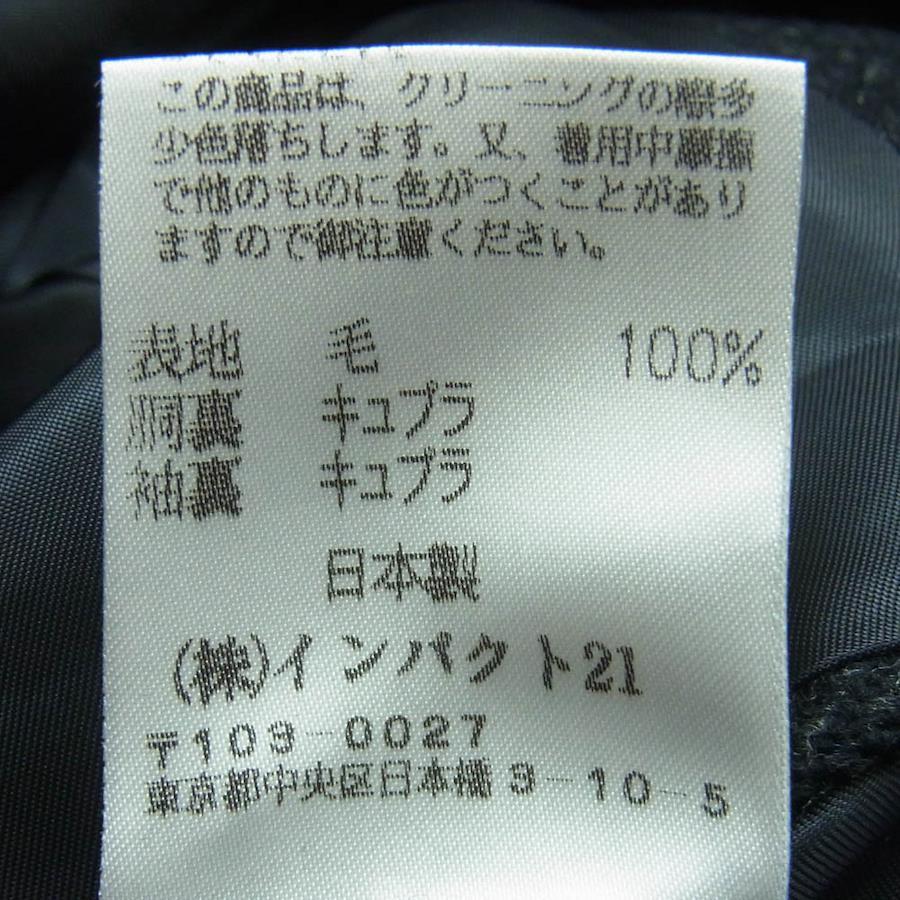 この商品は、クリーニングの際多
少色落ちします。又、着用中摩擦
で他のものに色がつくことがあり
ますので御注意ください。
表地 毛 100%
胴裏 キュプラ
袖裏 キュプラ
日本製
(株)インパクト21
〒103-0027
東京都中央区日本橋3-10-5